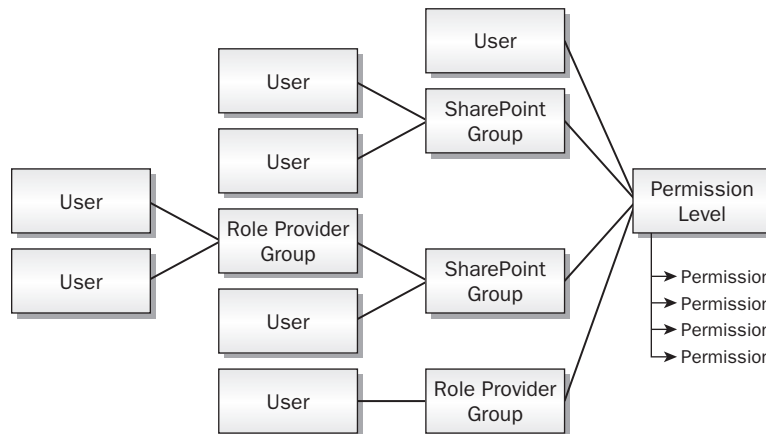 User
User
SharePoint
Group
User
Permission
Level
User
Role Provider
Group
User
SharePoint
Group
User
Permission
Permission
Permission
Permission
User
Role Provider
Group